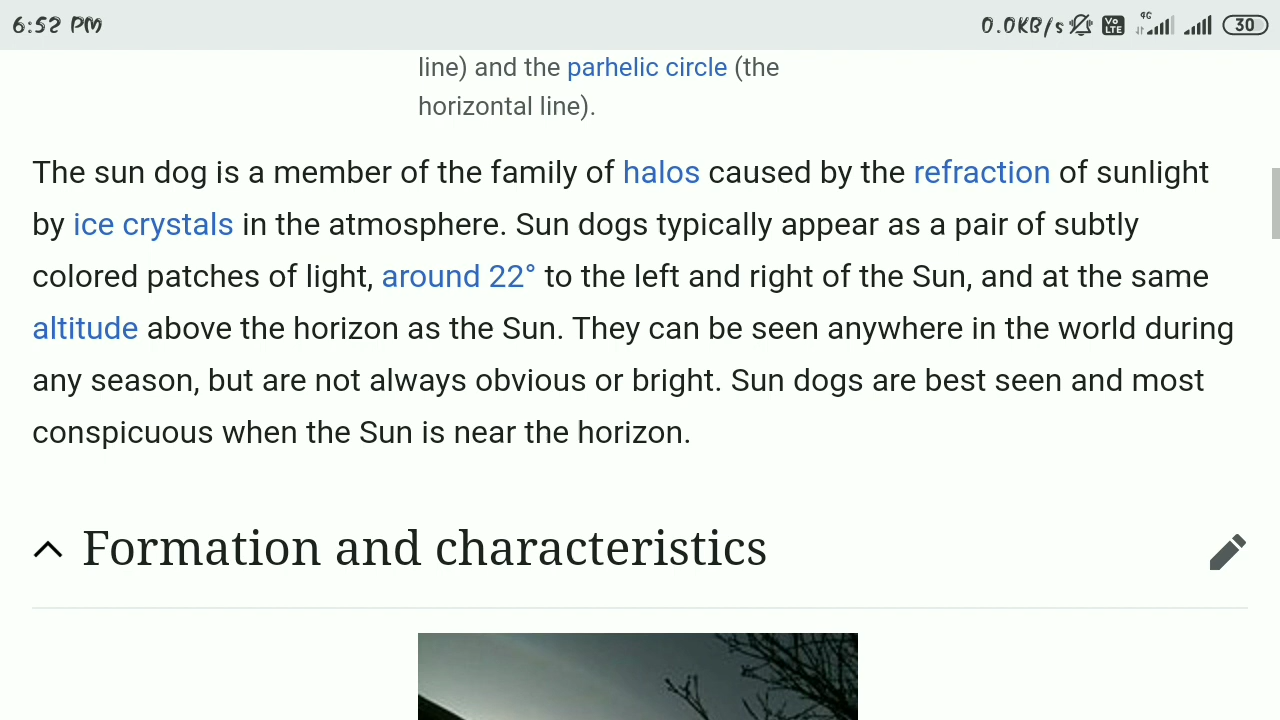 6:52 PM 0.0KB/s Vo LTE 4G 30
line) and the parhelic circle (the
horizontal line).
The sun dog is a member of the family of halos caused by the refraction of sunlight
by ice crystals in the atmosphere. Sun dogs typically appear as a pair of subtly
colored patches of light, around 22° to the left and right of the Sun, and at the same
altitude above the horizon as the Sun. They can be seen anywhere in the world during
any season, but are not always obvious or bright. Sun dogs are best seen and most
conspicuous when the Sun is near the horizon.
Formation and characteristics